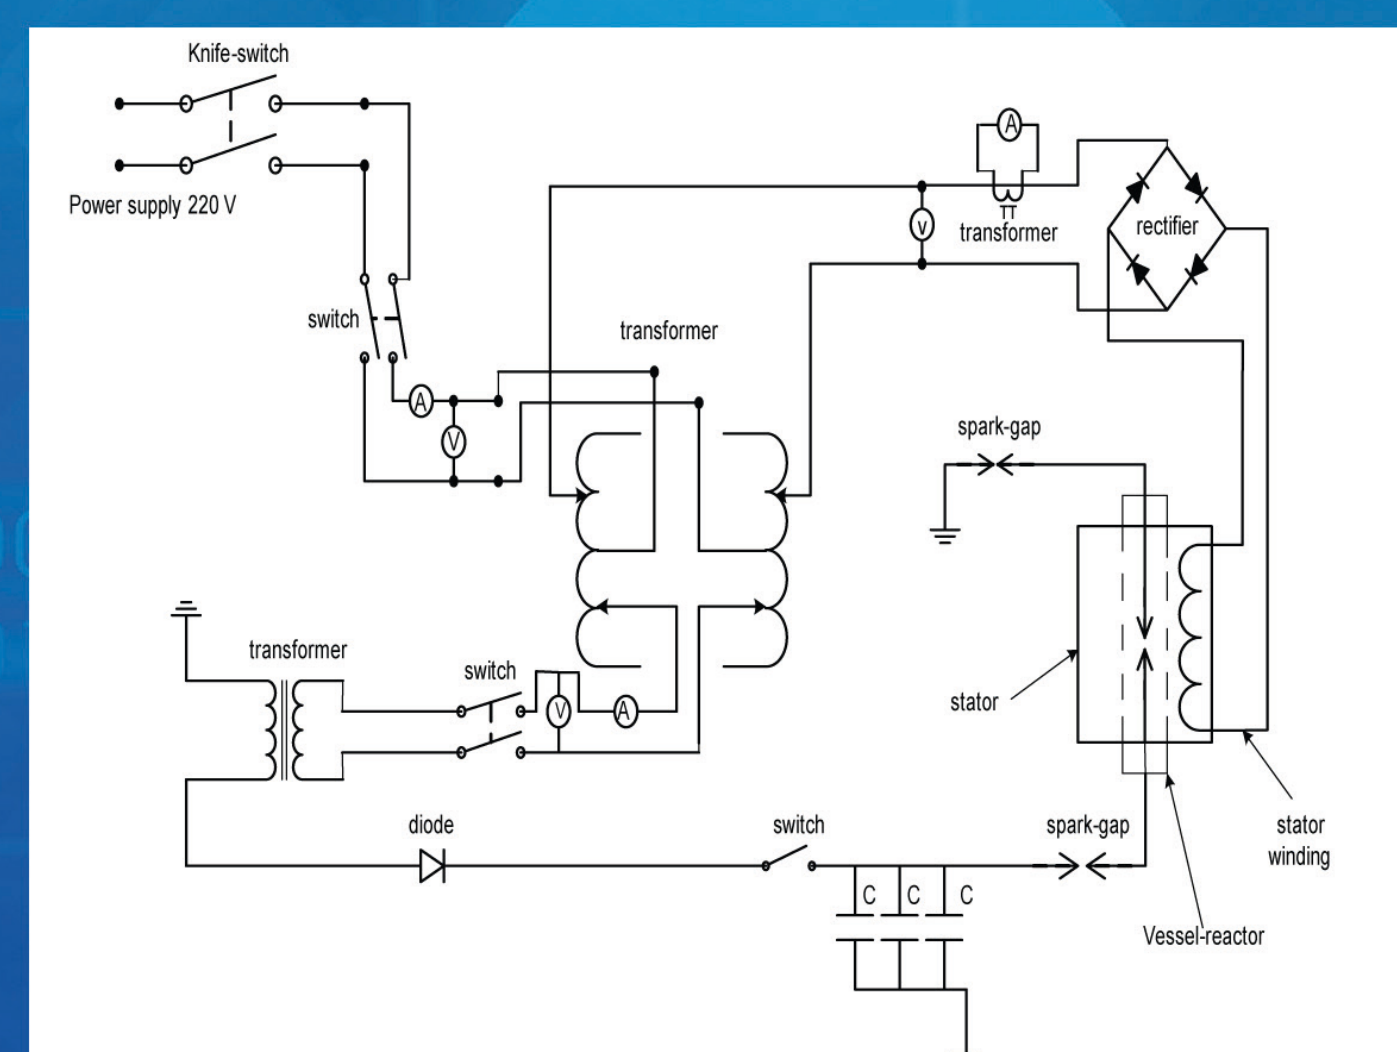 Knife-switch
Power supply 220 V
switch
A
V
transformer
A
v
transformer
rectifier
spark-gap
stator
stator
winding
transformer
switch
V
A
diode
switch
C
C
C
spark-gap
Vessel-reactor